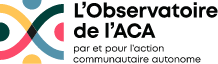 L'Observatoire
de l'ACA
par et pour l'action
communautaire autonome